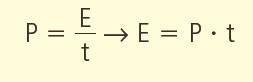 P = E/t → E = P · t